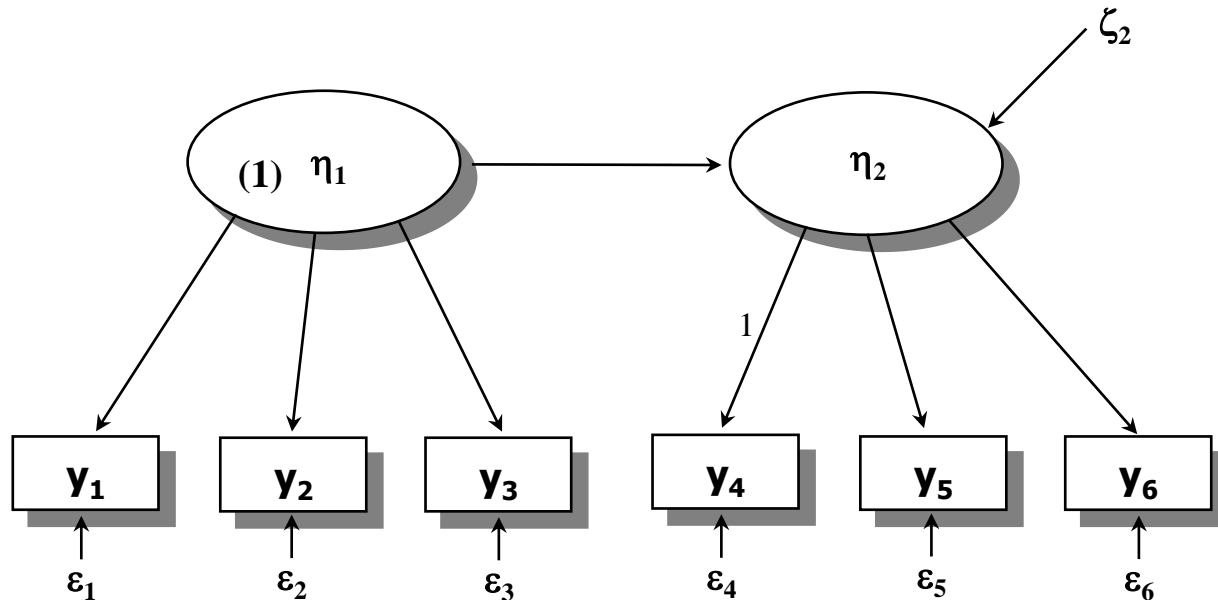 ζ₂
(1) η₁
η₂
1
y₁ y₂ y₃ y₄ y₅ y₆
ε₁ ε₂ ε₃ ε₄ ε₅ ε₆